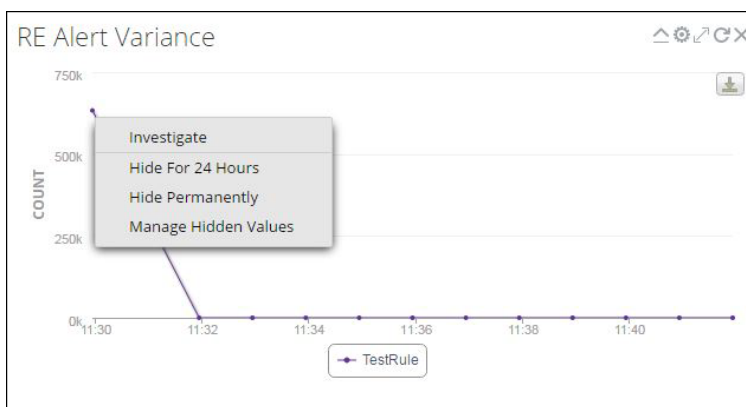 RE Alert Variance
750k
Investigate
500k
Hide For 24 Hours
Hide Permanently
COUNT
Manage Hidden Values
250k
0k
11:30 11:32 11:34 11:36 11:38 11:40
TestRule